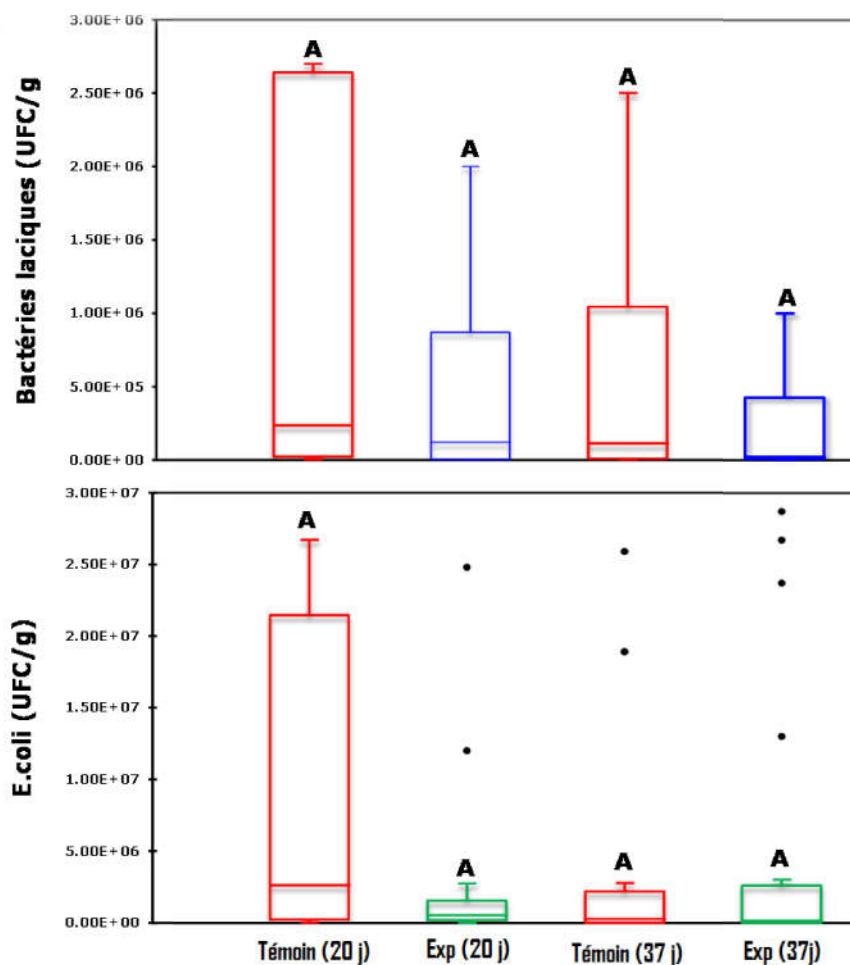 Bactéries laciques (UFC/g
3.00E+06
2.50E+06
2.00E+06
1.50E+06
1.00E+06
5.00E+05
0.00E+00
A
A
A
A
E.coli (UFC/g)
3.00E+07
2.50E+07
2.00E+07
1.50E+07
1.00E+07
5.00E+06
0.00E+00
A
A
A
A
Témoin (20 j)
Exp (20 j)
Témoin (37 j)
Exp (37j)